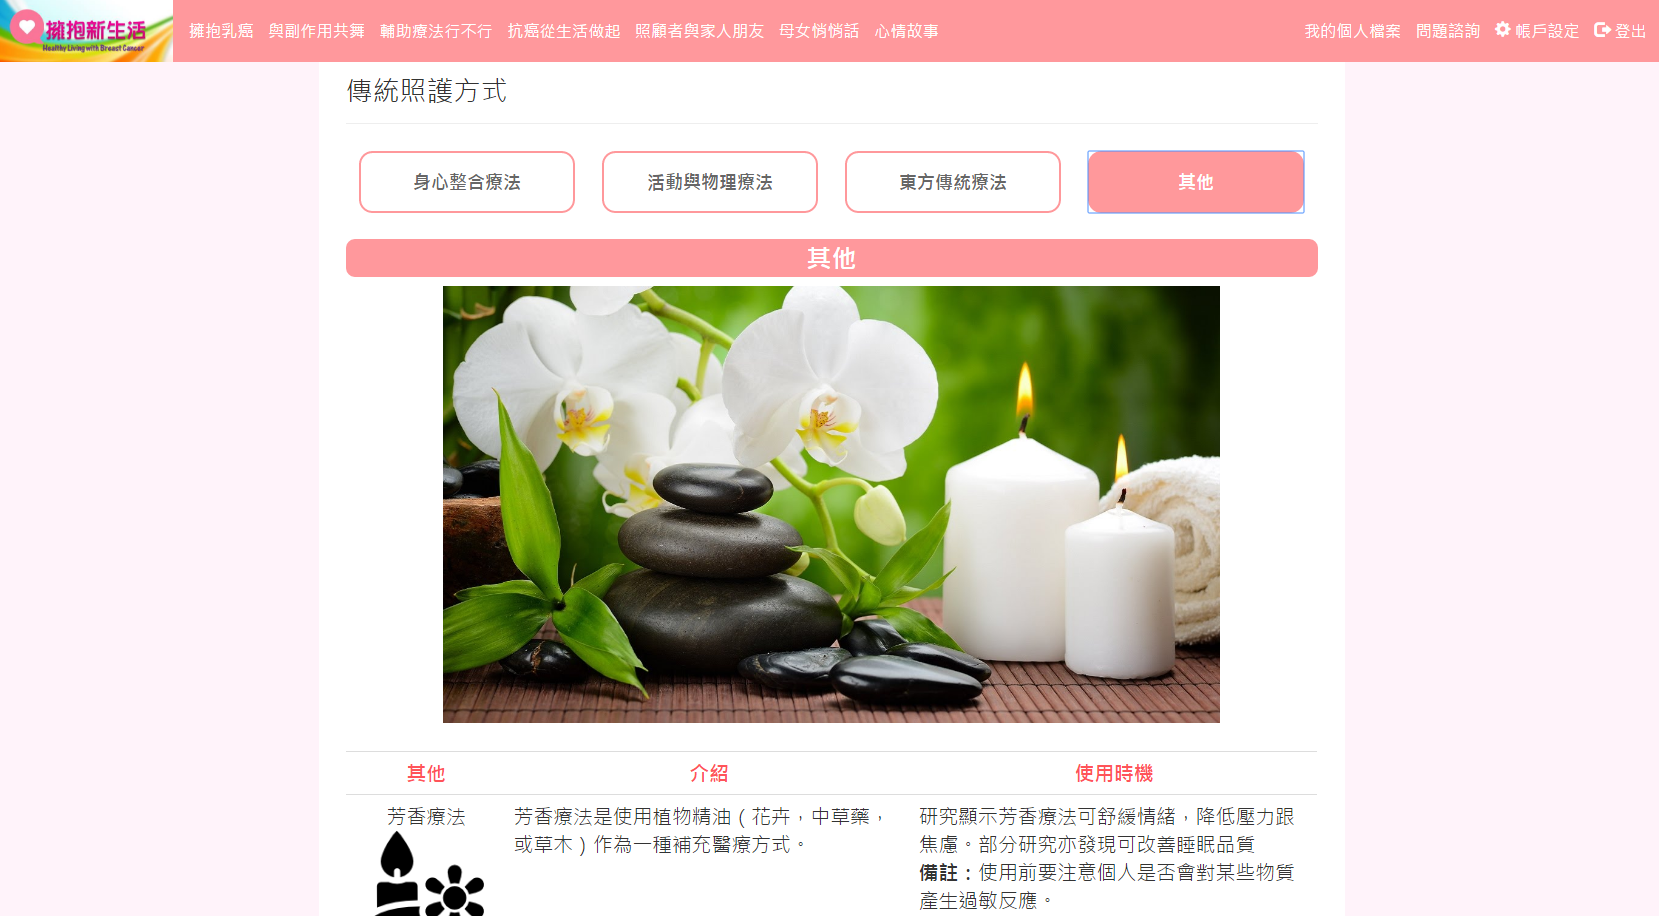 擁抱新生活
Healthy Living with Breast Cancer
擁抱乳癌 與副作用共舞 輔助療法行不行 抗癌從生活做起 照顧者與家人朋友 母女悄悄話 心情故事 我的個人檔案 問題諮詢 帳戶設定 登出
傳統照護方式
身心整合療法 活動與物理療法 東方傳統療法 其他
其他
其他 介紹 使用時機
芳香療法
芳香療法是使用植物精油（花卉，中草藥，
或草木）作為一種補充醫療方式。
研究顯示芳香療法可舒緩情緒，降低壓力跟
焦慮。部分研究亦發現可改善睡眠品質
備註：使用前要注意個人是否會對某些物質
產生過敏反應。